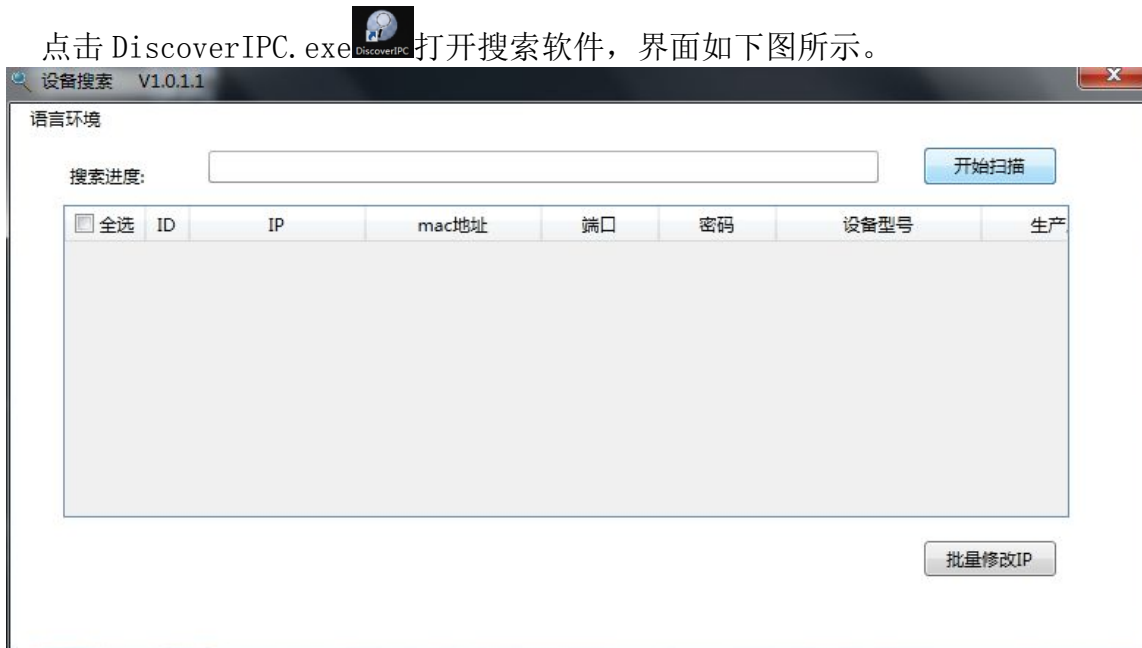 点击 DiscoverIPC.exe DiscoverIPC 打开搜索软件，界面如下图所示。
设备搜索 V1.0.1.1
语言环境
搜索进度: 开始扫描
全选 ID IP mac地址 端口 密码 设备型号 生产
批量修改IP